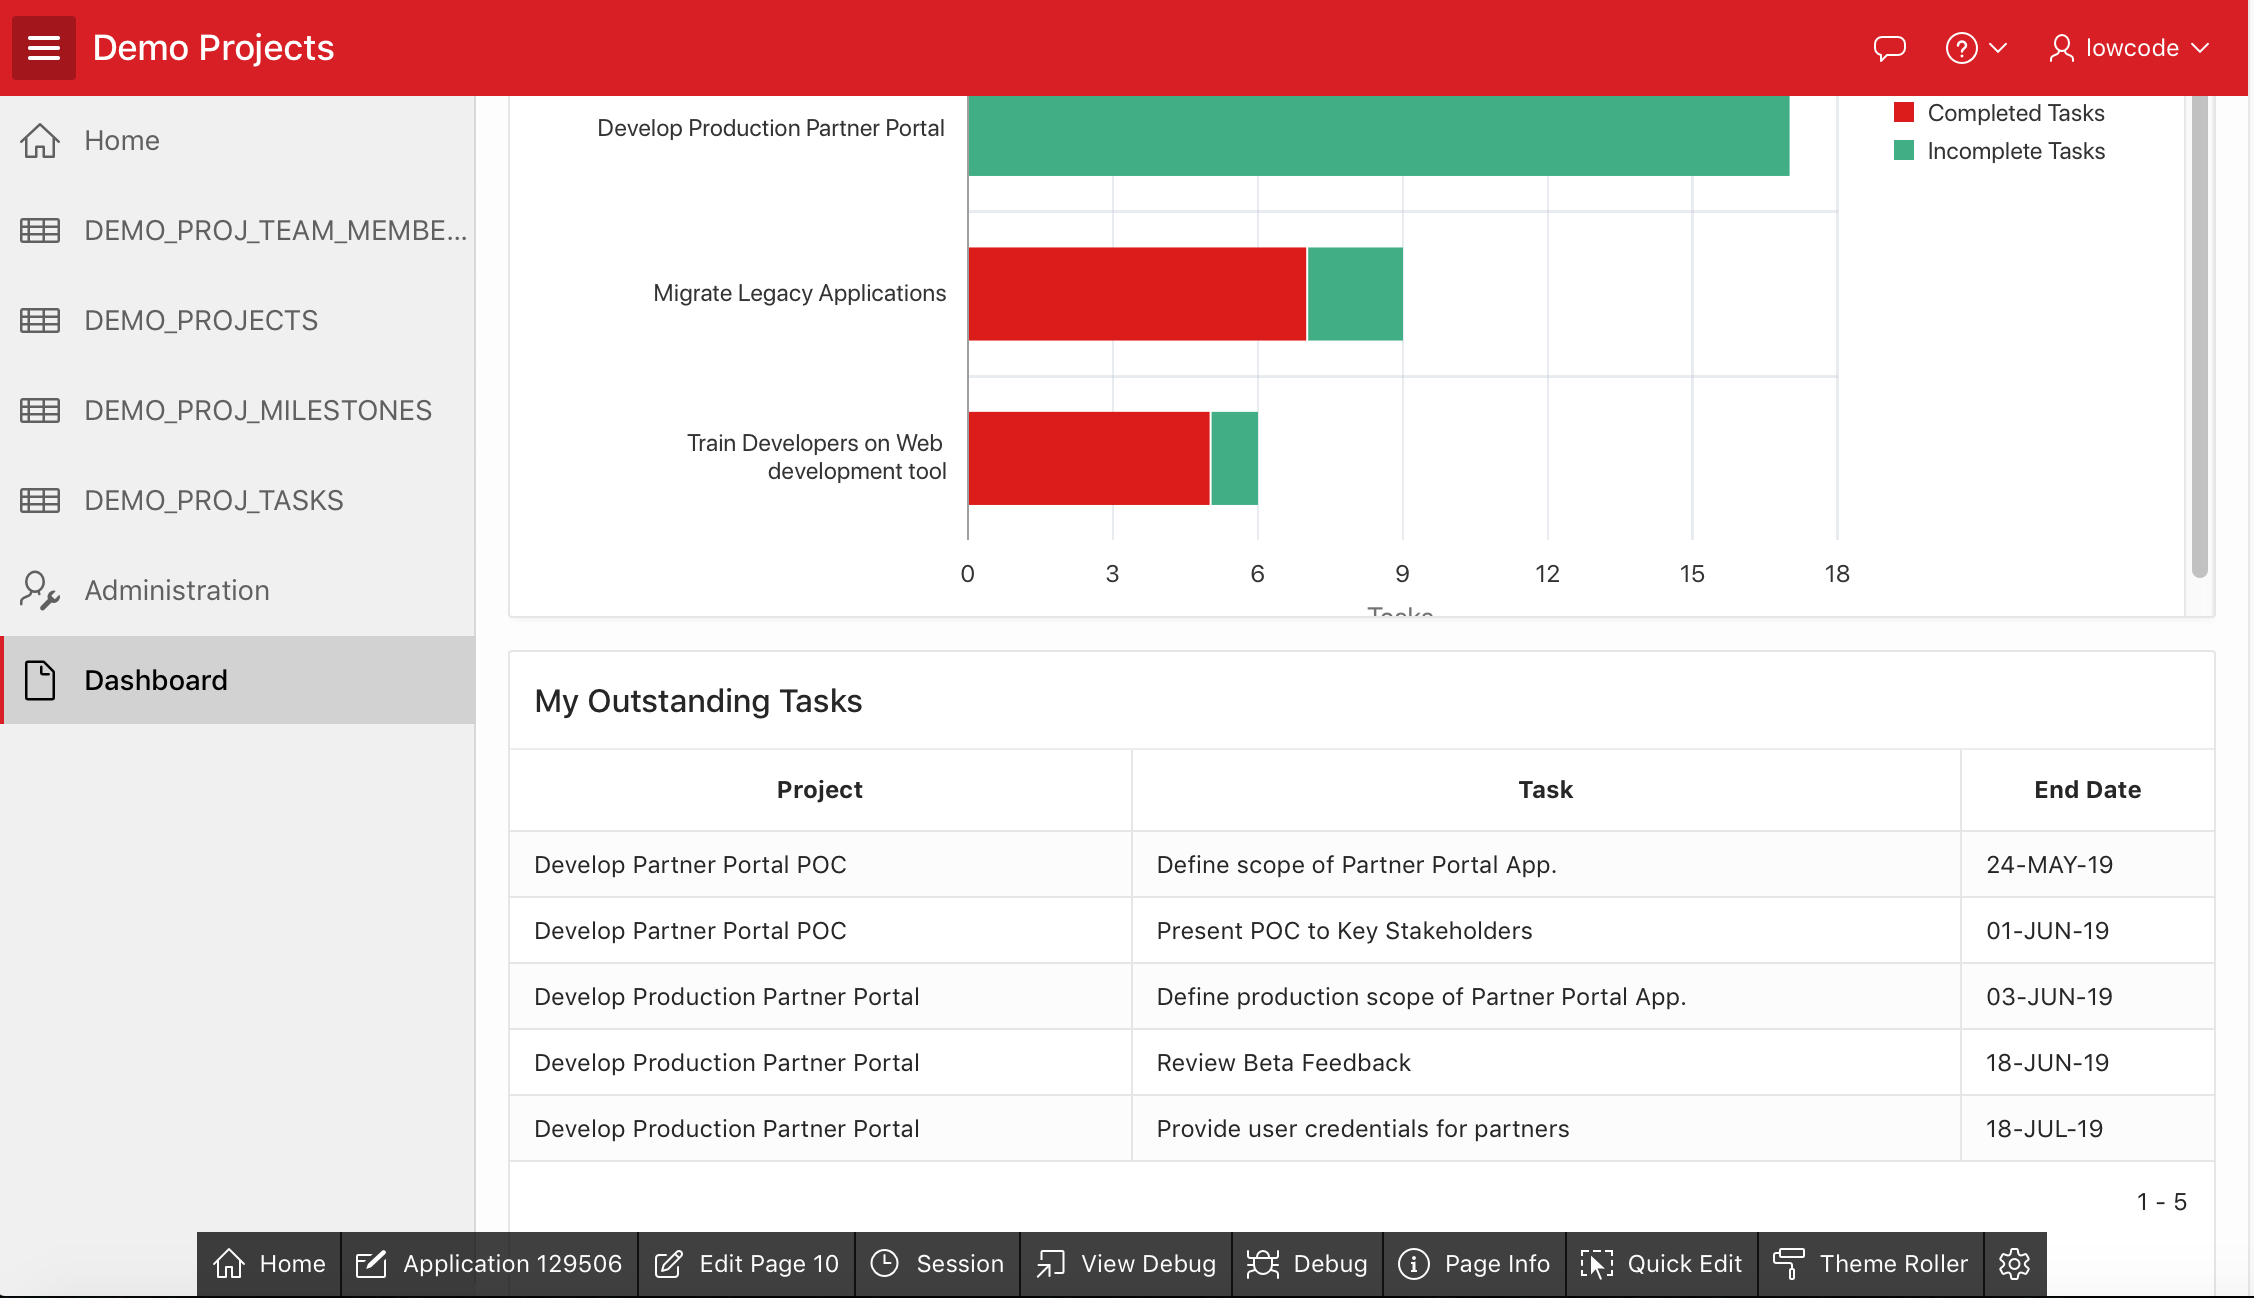 Demo Projects
lowcode
Home
DEMO_PROJ_TEAM_MEMBE...
DEMO_PROJECTS
DEMO_PROJ_MILESTONES
DEMO_PROJ_TASKS
Administration
Dashboard
Develop Production Partner Portal
Migrate Legacy Applications
Train Developers on Web
development tool
0 3 6 9 12 15 18
Tasks
Completed Tasks
Incomplete Tasks
My Outstanding Tasks
Project Task End Date
Develop Partner Portal POC Define scope of Partner Portal App. 24-MAY-19
Develop Partner Portal POC Present POC to Key Stakeholders 01-JUN-19
Develop Production Partner Portal Define production scope of Partner Portal App. 03-JUN-19
Develop Production Partner Portal Review Beta Feedback 18-JUN-19
Develop Production Partner Portal Provide user credentials for partners 18-JUL-19
1 - 5
Home Application 129506 Edit Page 10 Session View Debug Debug Page Info Quick Edit Theme Roller